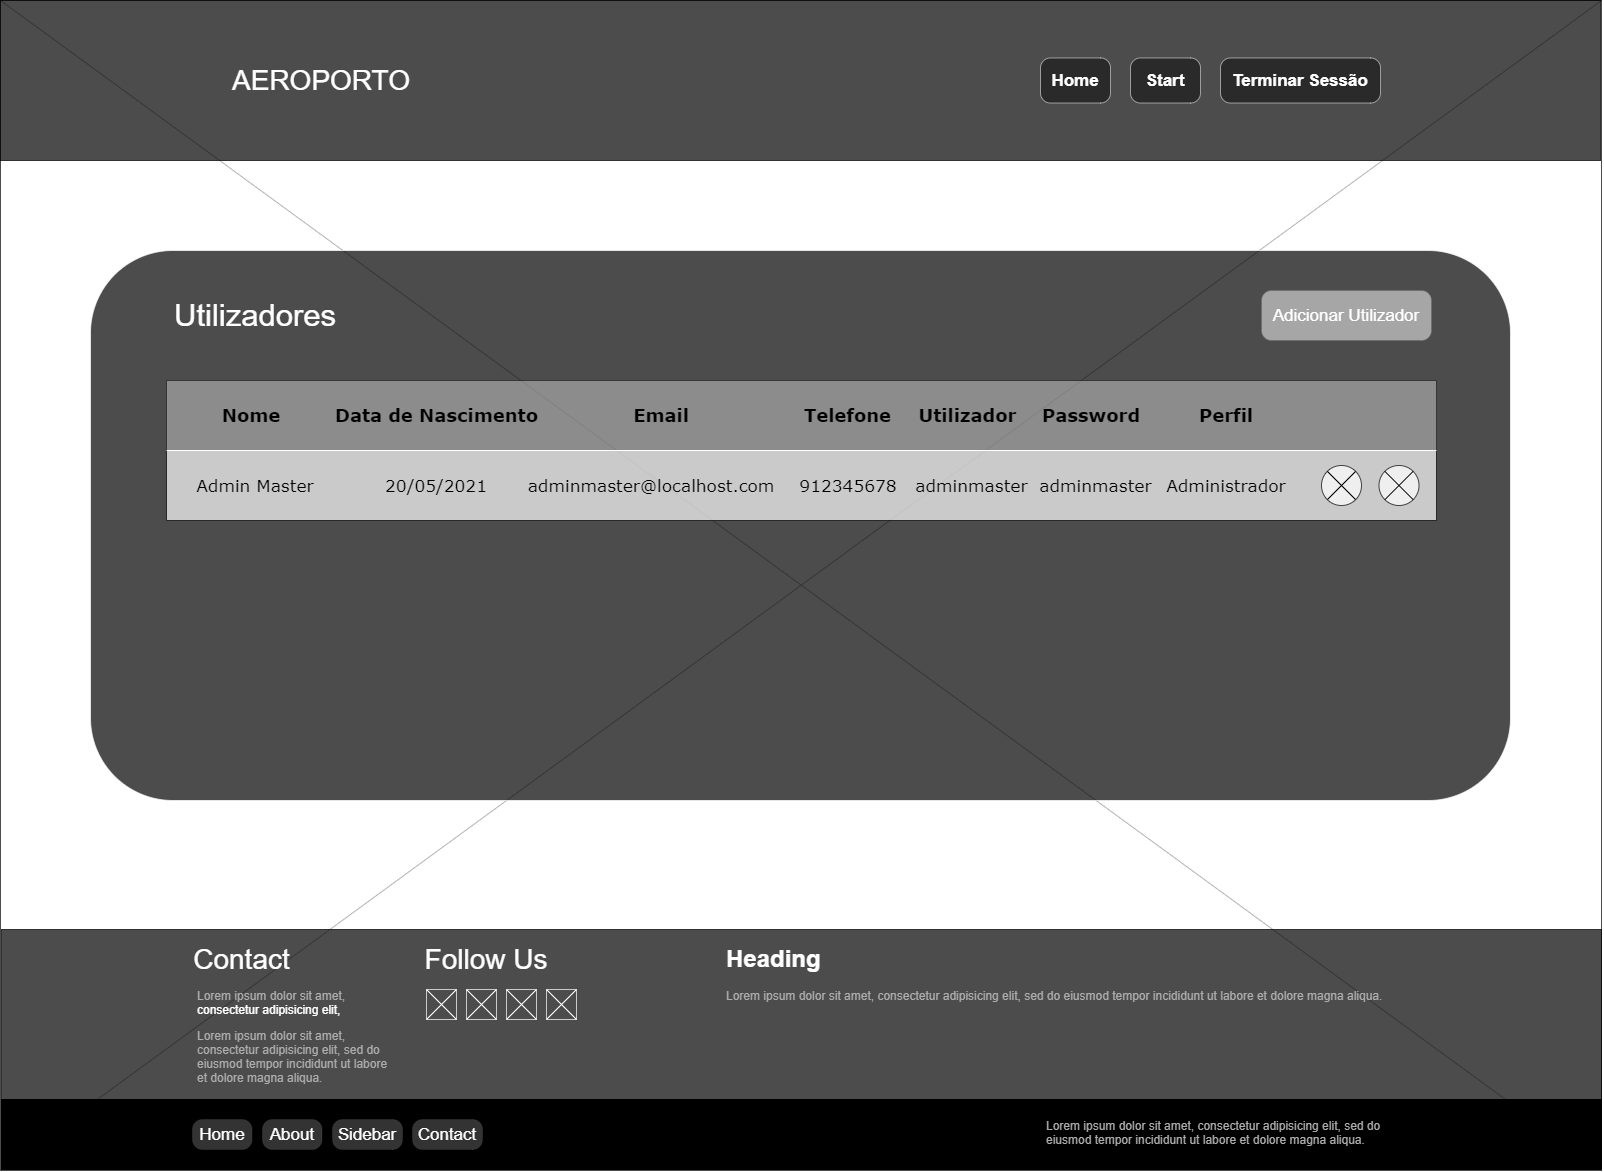 AEROPORTO
Home
Start
Terminar Sessão
Utilizadores
Adicionar Utilizador
Nome Data de Nascimento Email Telefone Utilizador Password Perfil
Admin Master 20/05/2021 adminmaster@localhost.com 912345678 adminmaster adminmaster Administrador
Contact
Lorem ipsum dolor sit amet,
consectetur adipisicing elit,
Lorem ipsum dolor sit amet,
consectetur adipisicing elit, sed do
eiusmod tempor incididunt ut labore
et dolore magna aliqua.
Follow Us
Heading
Lorem ipsum dolor sit amet, consectetur adipisicing elit, sed do eiusmod tempor incididunt ut labore et dolore magna aliqua.
Home
About
Sidebar
Contact
Lorem ipsum dolor sit amet, consectetur adipisicing elit, sed do
eiusmod tempor incididunt ut labore et dolore magna aliqua.